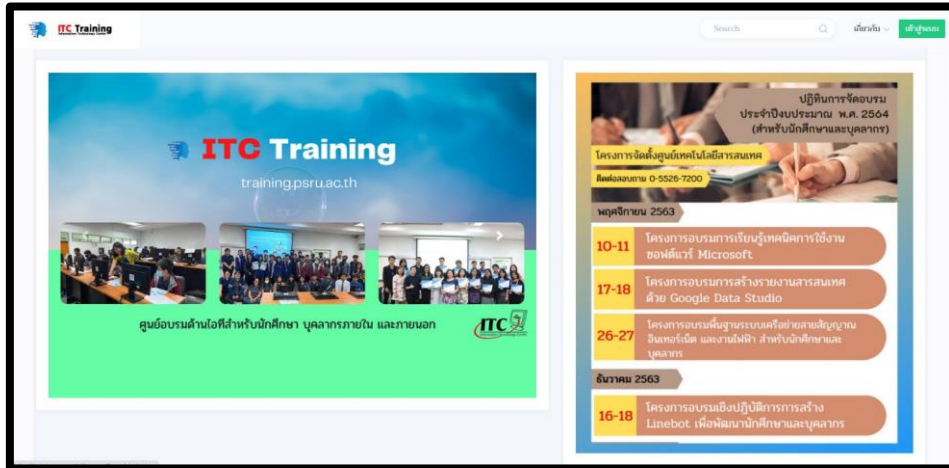 ITC Training
Information Technology Center
Search
เกี่ยวกับ
เข้าสู่ระบบ
ITC Training
training.psru.ac.th
ศูนย์อบรมด้านไอทีสำหรับนักศึกษา บุคลากรภายใน และภายนอก
ITC
ปฏิทินการจัดอบรม
ประจำปีงบประมาณ พ.ศ. 2564
(สำหรับนักศึกษาและบุคลากร)
โครงการจัดตั้งศูนย์เทคโนโลยีสารสนเทศ
ติดต่อสอบถาม 0-5526-7200
พฤศจิกายน 2563
10-11
โครงการอบรมการเรียนรู้เทคนิคการใช้งาน
ซอฟต์แวร์ Microsoft
17-18
โครงการอบรมการสร้างรายงานสารสนเทศ
ด้วย Google Data Studio
26-27
โครงการอบรมพื้นฐานระบบเครือข่ายสายสัญญาณ
อินเทอร์เน็ต และงานไฟฟ้า สำหรับนักศึกษาและ
บุคลากร
ธันวาคม 2563
16-18
โครงการอบรมเชิงปฏิบัติการการสร้าง
Linebot เพื่อพัฒนานักศึกษาและบุคลากร